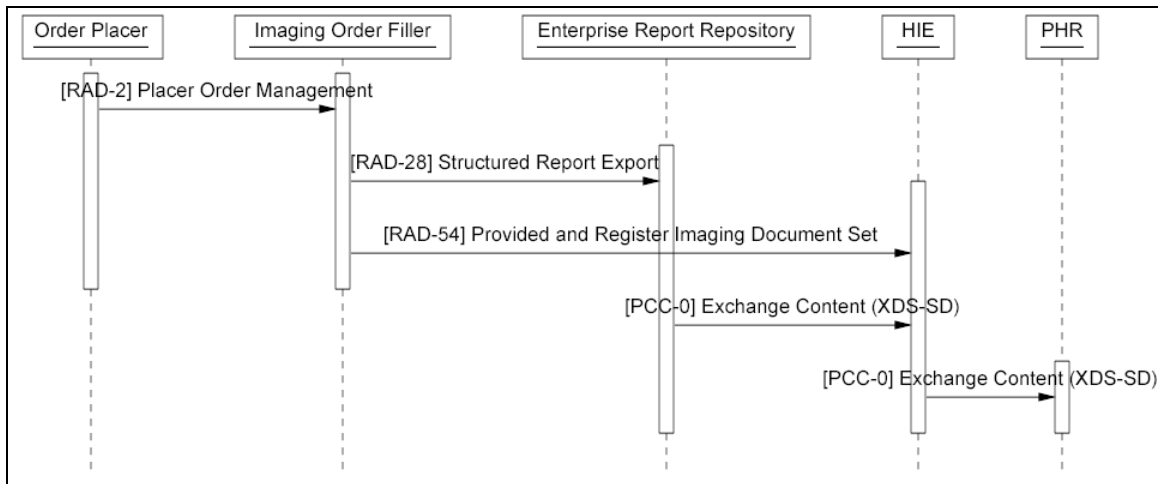 Order Placer
Imaging Order Filler
Enterprise Report Repository
HIE
PHR
[RAD-2] Placer Order Management
[RAD-28] Structured Report Export
[RAD-54] Provided and Register Imaging Document Set
[PCC-0] Exchange Content (XDS-SD)
[PCC-0] Exchange Content (XDS-SD)